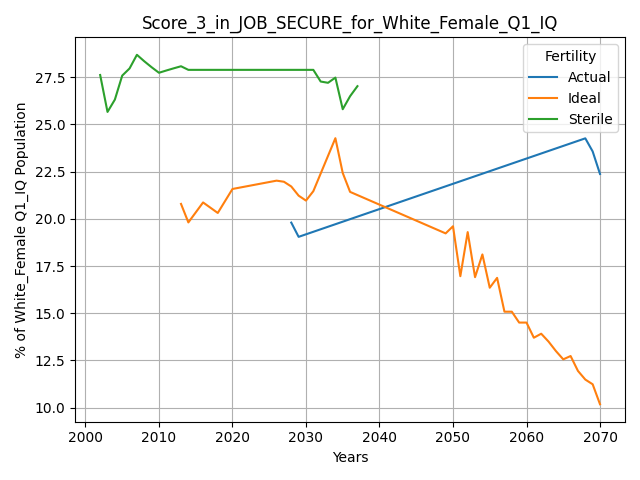 Score_3_in_JOB_SECURE_for_White_Female_Q1_IQ
Fertility
Actual
Ideal
Sterile
% of White_Female Q1_IQ Population
27.5
25.0
22.5
20.0
17.5
15.0
12.5
10.0
2000 2010 2020 2030 2040 2050 2060 2070
Years